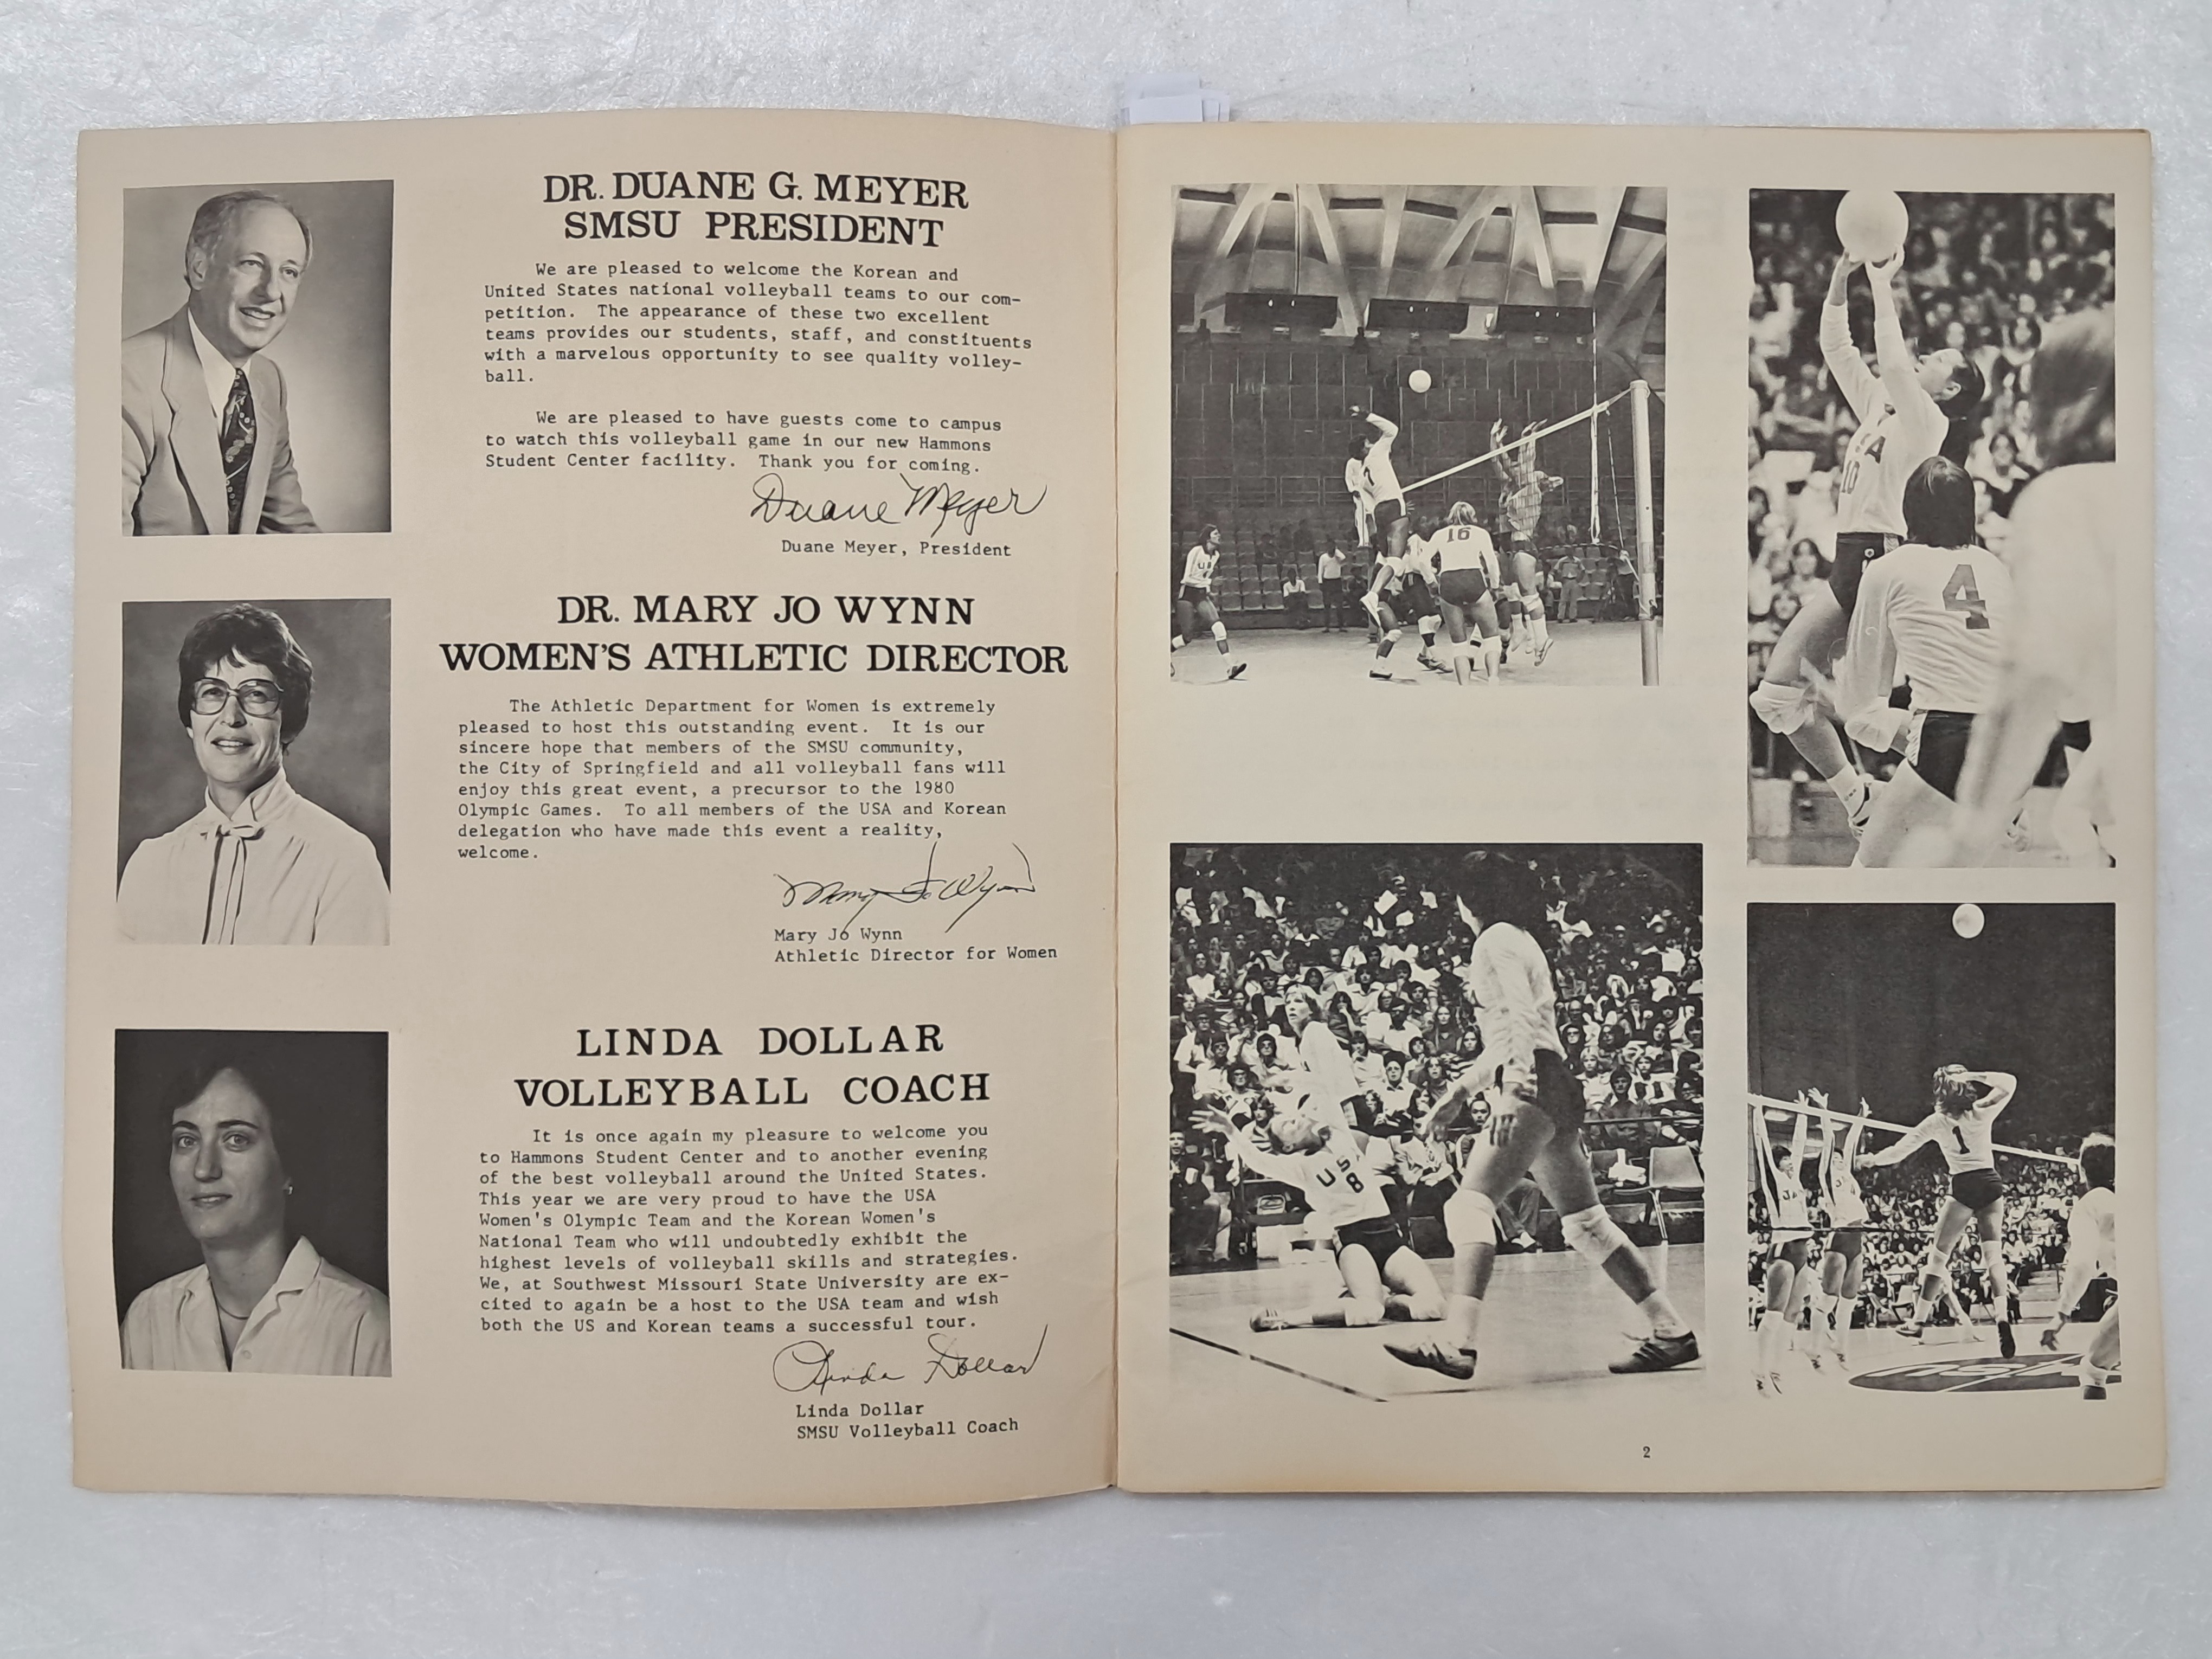 DR. DUANE G. MEYER
SMSU PRESIDENT
We are pleased to welcome the Korean and
United States national volleyball teams to our com-
petition. The appearance of these two excellent
teams provides our students, staff, and constituents
with a marvelous opportunity to see quality volley-
ball.
We are pleased to have guests come to campus
to watch this volleyball game in our new Hammons
Student Center facility. Thank you for coming.
Duane Meyer
Duane Meyer, President
DR. MARY JO WYNN
WOMEN'S ATHLETIC DIRECTOR
The Athletic Department for Women is extremely
pleased to host this outstanding event. It is our
sincere hope that members of the SMSU community,
the City of Springfield and all volleyball fans will
enjoy this great event, a precursor to the 1980
Olympic Games. To all members of the USA and Korean
delegation who have made this event a reality,
welcome.
Mary Jo Wynn
Mary Jo Wynn
Athletic Director for Women
LINDA DOLLAR
VOLLEYBALL COACH
It is once again my pleasure to welcome you
to Hammons Student Center and to another evening
of the best volleyball around the United States.
This year we are very proud to have the USA
Women's Olympic Team and the Korean Women's
National Team who will undoubtedly exhibit the
highest levels of volleyball skills and strategies.
We, at Southwest Missouri State University are ex-
cited to again be a host to the USA team and wish
both the US and Korean teams a successful tour.
Linda Dollar
Linda Dollar
SMSU Volleyball Coach
16
10
4
US
8
1
2